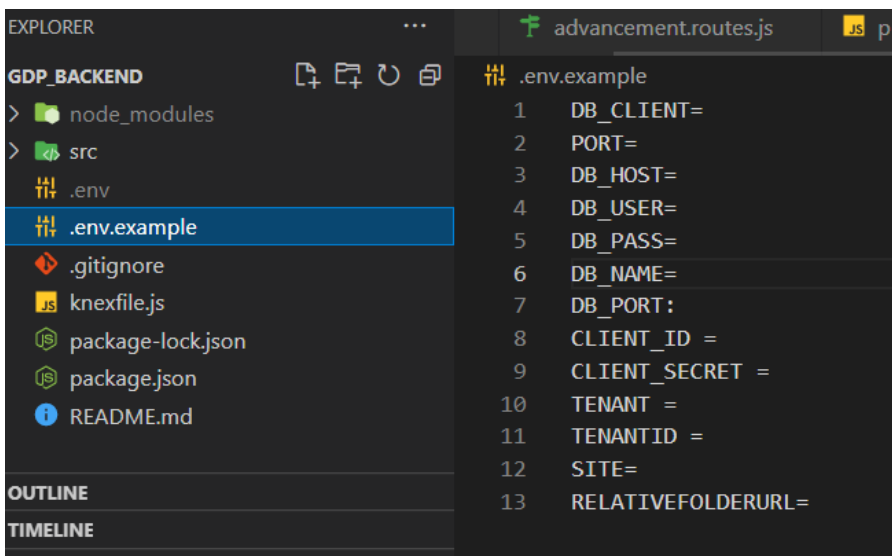 EXPLORER
GDP_BACKEND
node_modules
src
.env
.env.example
.gitignore
JS knexfile.js
package-lock.json
package.json
README.md
OUTLINE
TIMELINE
advancement.routes.js JS p
.env.example
1 DB_CLIENT=
2 PORT=
3 DB_HOST=
4 DB_USER=
5 DB_PASS=
6 DB_NAME=
7 DB_PORT:
8 CLIENT_ID =
9 CLIENT_SECRET =
10 TENANT =
11 TENANTID =
12 SITE=
13 RELATIVEFOLDERURL=